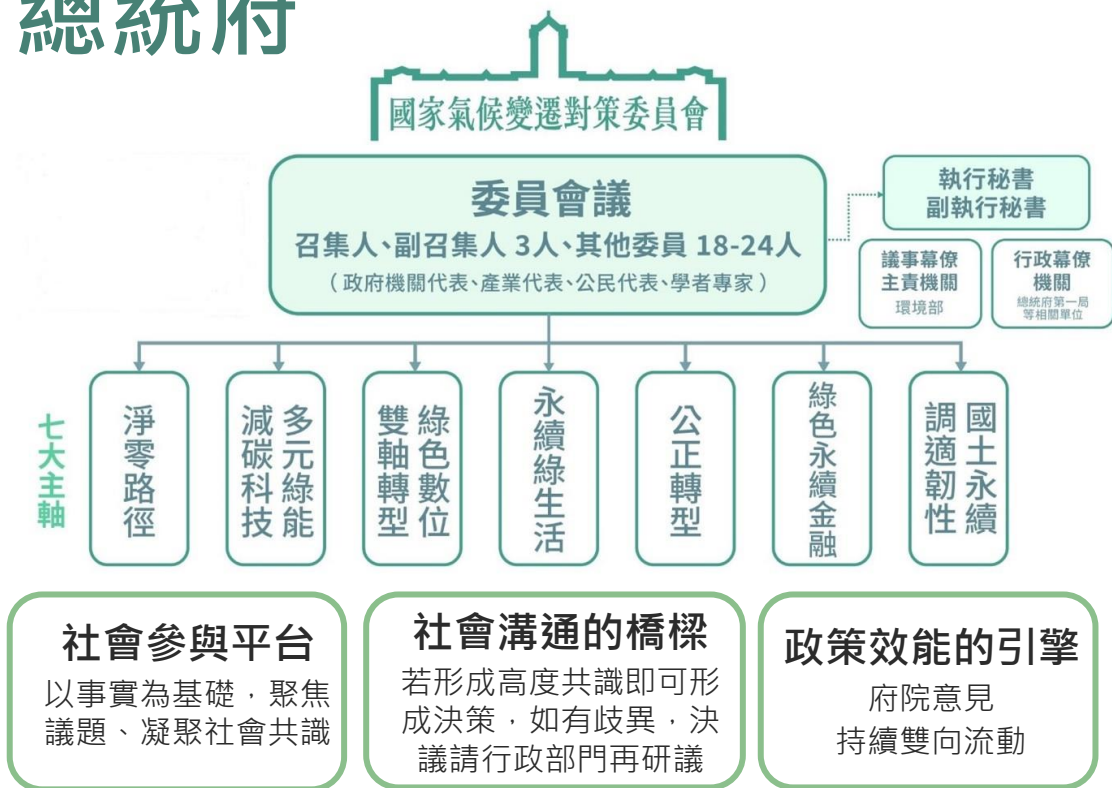 總統府
國家氣候變遷對策委員會
委員會議
召集人、副召集人 3人、其他委員 18-24人
（政府機關代表、產業代表、公民代表、學者專家）
執行秘書
副執行秘書
議事幕僚
主責機關
環境部
行政幕僚
機關
總統府第一局
等相關單位
七大主軸
淨零路徑
多元綠能
減碳科技
綠色數位
雙軸轉型
永續綠生活
公正轉型
綠色永續金融
國土永續
調適韌性
社會參與平台
以事實為基礎，聚焦
議題、凝聚社會共識
社會溝通的橋樑
若形成高度共識即可形
成決策，如有歧異，決
議請行政部門再研議
政策效能的引擎
府院意見
持續雙向流動